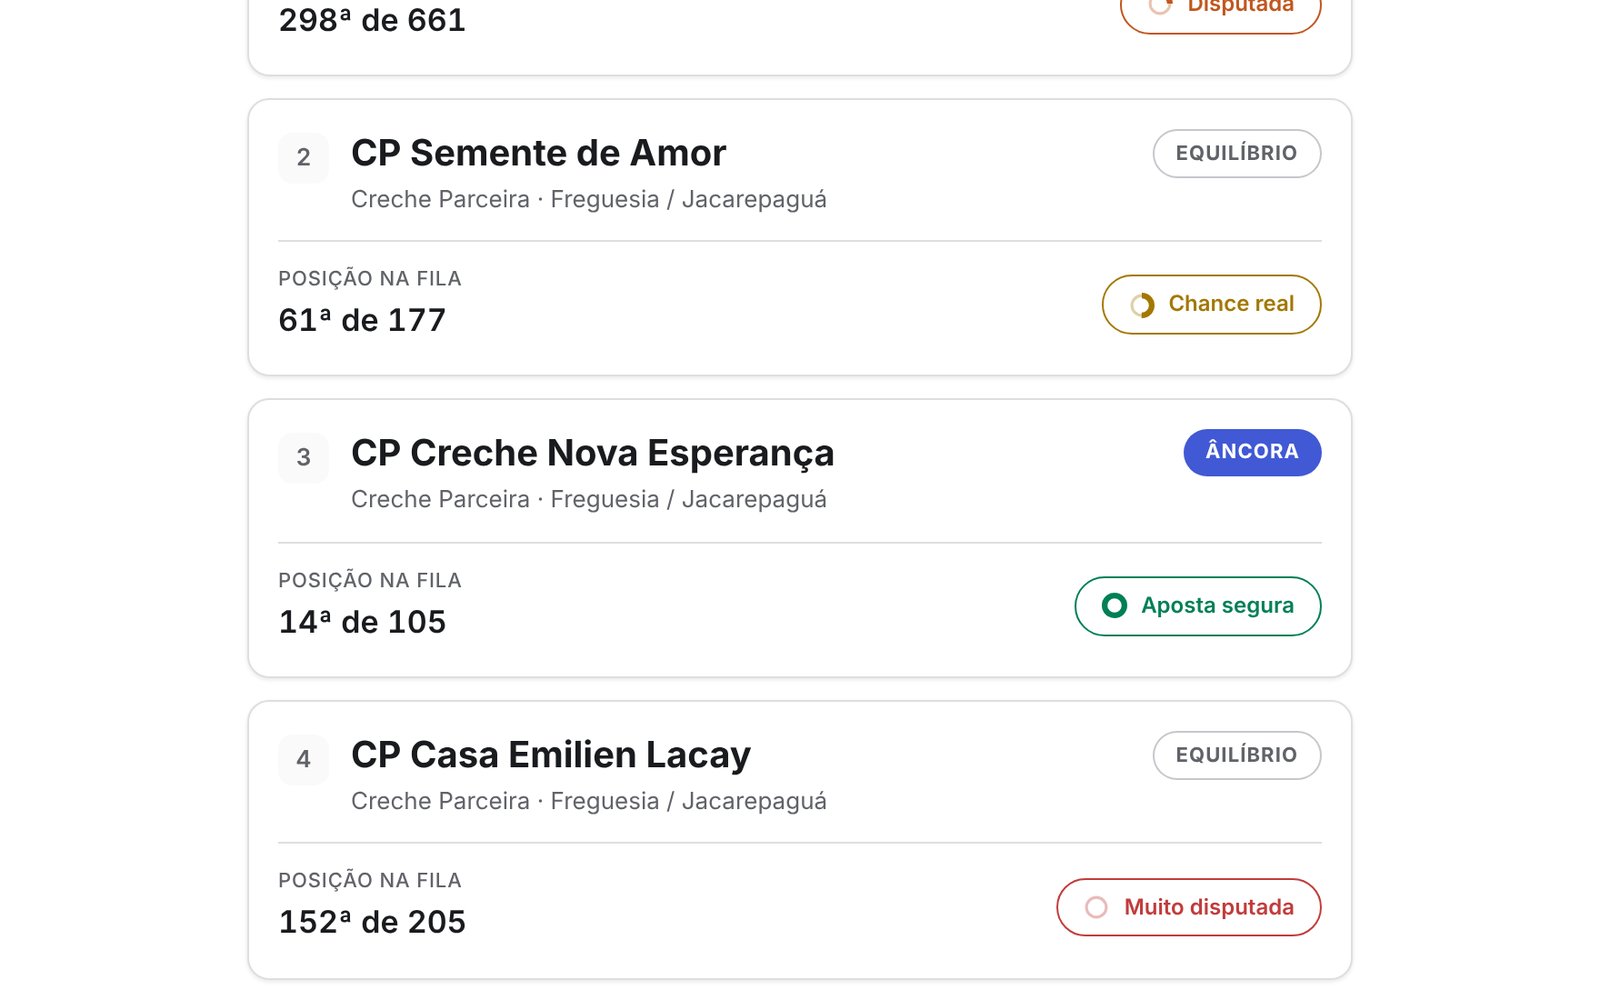 298ª de 661
Disputada
2
CP Semente de Amor
EQUILÍBRIO
Creche Parceira · Freguesia / Jacarepaguá
POSIÇÃO NA FILA
61ª de 177
Chance real
3
CP Creche Nova Esperança
ÂNCORA
Creche Parceira · Freguesia / Jacarepaguá
POSIÇÃO NA FILA
14ª de 105
Aposta segura
4
CP Casa Emilien Lacay
EQUILÍBRIO
Creche Parceira · Freguesia / Jacarepaguá
POSIÇÃO NA FILA
152ª de 205
Muito disputada